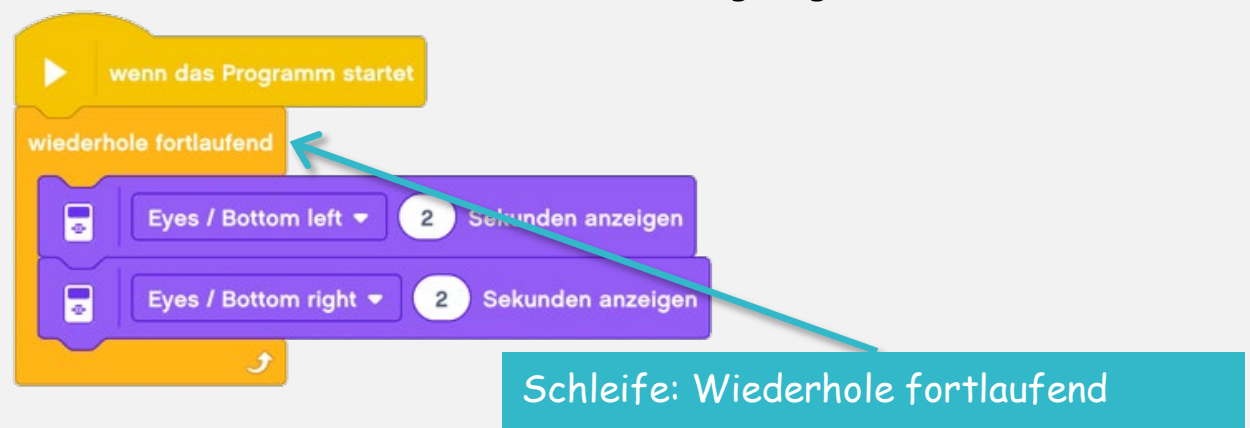 wenn das Programm startet
wiederhole fortlaufend
Eyes / Bottom left 2 Sekunden anzeigen
Eyes / Bottom right 2 Sekunden anzeigen
Schleife: Wiederhole fortlaufend